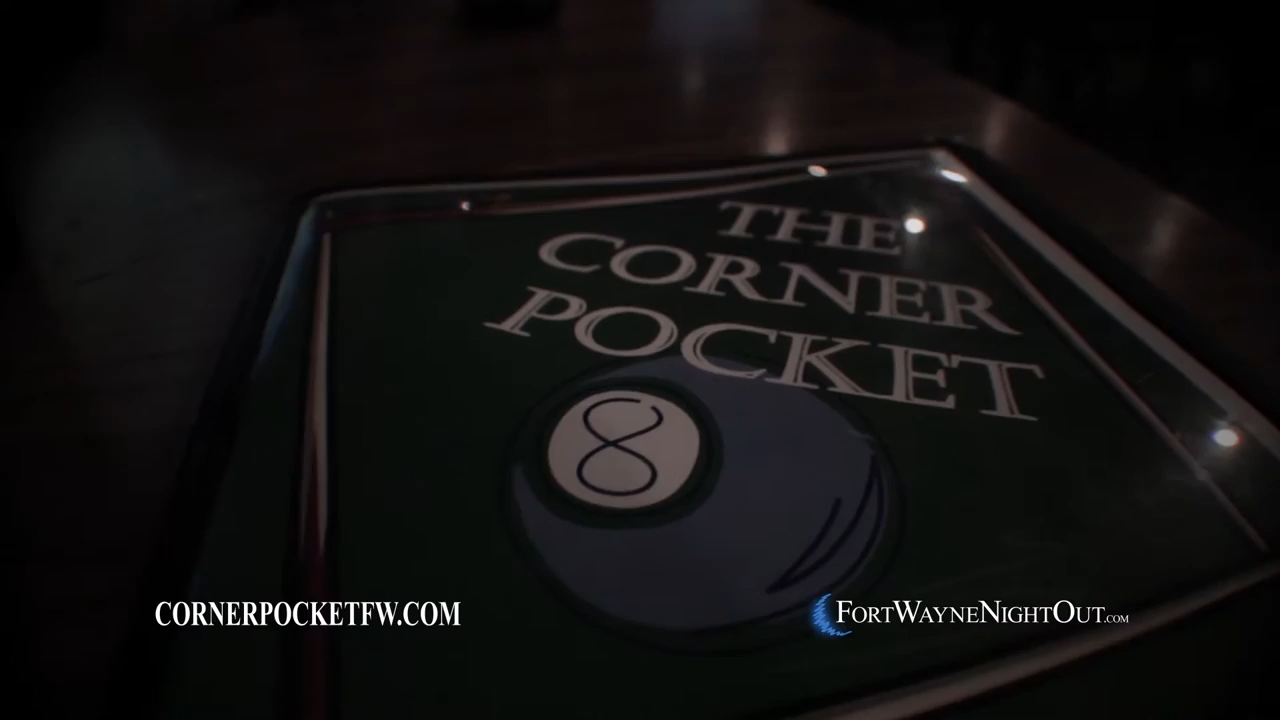 THE
CORNER
POCKET
8
CORNERPOCKETFW.COM
FORTWAYNENIGHTOUT.COM